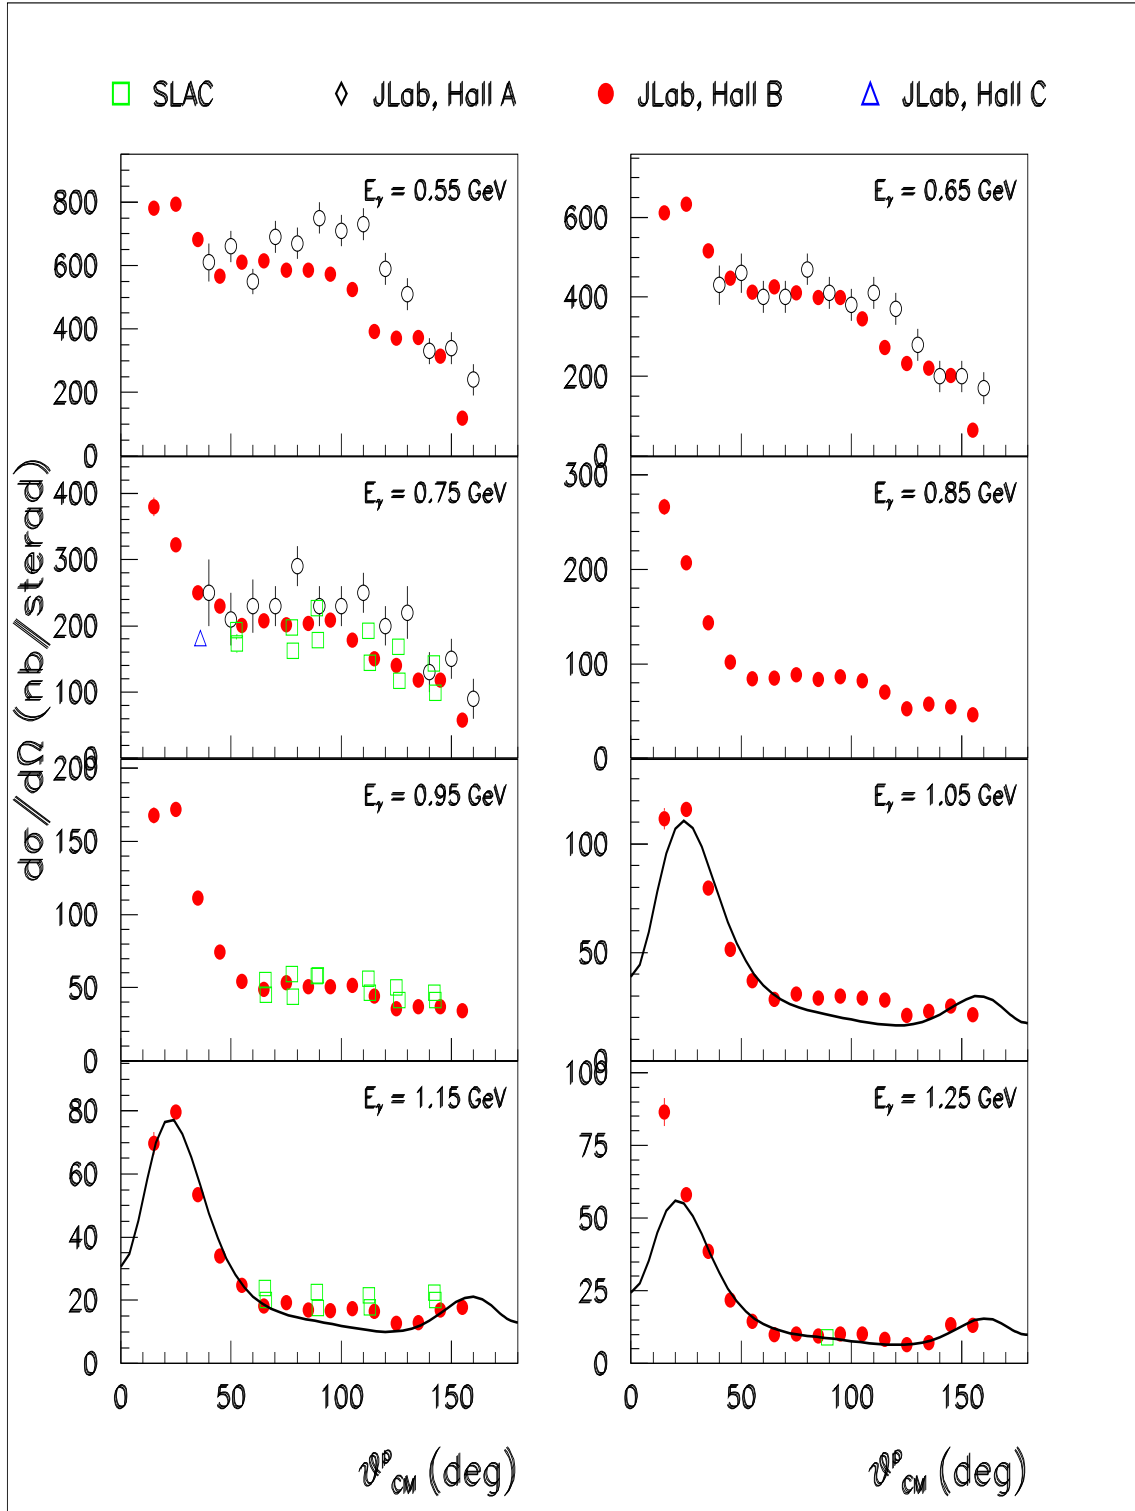 SLAC JLab, Hall A JLab, Hall B JLab, Hall C
dσ/dΩ (nb/sterad)
E_γ = 0.55 GeV
800
600
400
200
0
E_γ = 0.65 GeV
600
400
200
0
E_γ = 0.75 GeV
400
300
200
100
0
E_γ = 0.85 GeV
300
200
100
0
E_γ = 0.95 GeV
200
150
100
50
0
E_γ = 1.05 GeV
100
50
0
E_γ = 1.15 GeV
80
60
40
20
0
E_γ = 1.25 GeV
100
75
50
25
0
0 50 100 150
0 50 100 150
ϑ^p_CM (deg)
ϑ^p_CM (deg)